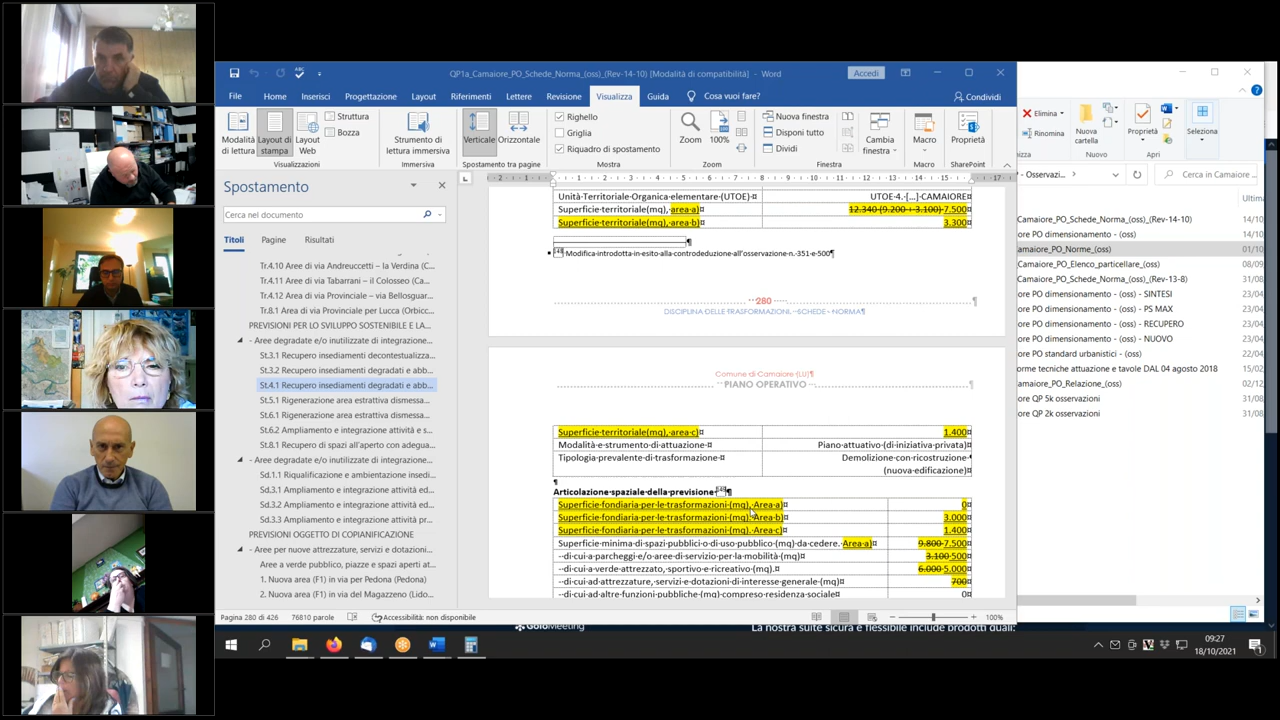 QP1a_Camaiore_PO_Schede_Norma_(oss)_(Rev-14-10) [Modalità di compatibilità] - Word
Accedi
File Home Inserisci Progettazione Layout Riferimenti Lettere Revisione Visualizza Guida Cosa vuoi fare? Condividi
Modalità di lettura
Layout di stampa
Layout Web
Struttura
Bozza
Visualizzazioni
Strumento di lettura immersiva
Immersiva
Verticale Orizzontale
Spostamento tra pagine
Righello
Griglia
Riquadro di spostamento
Mostra
Zoom 100%
Zoom
Nuova finestra
Disponi tutto
Dividi
Cambia finestra
Finestra
Macro
Macro
Proprietà
SharePoint
Elimina
Rinomina
Nuova cartella
Nuovo
Proprietà
Apri
Selezione
Osservazi...
Cerca in Camaiore ...
Ultima
Spostamento
Cerca nel documento
Titoli Pagine Risultati
Tr.4.10 Aree di via Andreuccetti – la Verdina (C...
Tr.4.11 Aree di via Tabarrani – il Colosseo (Cam...
Tr.4.12 Area di via Provinciale – via Bellosguar...
Tr.8.1 Area di via Provinciale per Lucca (Orbicc...
PREVISIONI PER LO SVILUPPO SOSTENIBILE E LA...
- Aree degradate e/o inutilizzate di integrazione...
St.3.1 Recupero insediamenti decontestualizza...
St.3.2 Recupero insediamenti degradati e abb...
St.4.1 Recupero insediamenti degradati e abb...
St.5.1 Rigenerazione area estrattiva dismessa...
St.6.1 Rigenerazione area estrattiva dismessa...
St.6.2 Ampliamento e integrazione attività e s...
St.8.1 Recupero di spazi all'aperto con adegua...
- Aree degradate e/o inutilizzate di integrazione...
Sd.1.1 Riqualificazione e ambientazione insedi...
Sd.3.1 Ampliamento e integrazione attività ed...
Sd.3.2 Ampliamento e integrazione attività so...
Sd.3.3 Ampliamento e integrazione attività so...
PREVISIONI OGGETTO DI COPIANIFICAZIONE
- Aree per nuove attrezzature, servizi e dotazioni...
Aree a verde pubblico, piazze e spazi aperti at...
1. Nuova area (F1) in via per Pedona (Pedona)
2. Nuova area (F1) in via del Magazzeno (Lido...
Unità Territoriale Organica elementare (UTOE) UTOE 4. [...] CAMAIORE
Superficie territoriale(mq), area a) 12.340 (9.200 + 3.100) 7.500
Superficie territoriale(mq), area b) 3.300
Modifica introdotta in esito alla controdeduzione all'osservazione n. 351 e 500
280
DISCIPLINA DELLE TRASFORMAZIONI. SCHEDE - NORMA
Comune di Camaiore (LU)
PIANO OPERATIVO
Superficie territoriale(mq), area c) 1.400
Modalità e strumento di attuazione Piano attuativo (di iniziativa privata)
Tipologia prevalente di trasformazione Demolizione con ricostruzione
(nuova edificazione)
Articolazione spaziale della previsione
Superficie fondiaria per le trasformazioni (mq). Area a) 0
Superficie fondiaria per le trasformazioni (mq). Area b) 3.000
Superficie fondiaria per le trasformazioni (mq). Area c) 1.400
Superficie minima di spazi pubblici o di uso pubblico (mq) da cedere. Area a) 9.800 7.500
- di cui a parcheggi e/o aree di servizio per la mobilità (mq) 3.100 500
- di cui a verde attrezzato, sportivo e ricreativo (mq). 6.000 5.000
- di cui ad attrezzature, servizi e dotazioni di interesse generale (mq) 700
- di cui ad altre funzioni pubbliche (mq) compreso residenza sociale 0
amaiore_PO_Schede_Norma_(oss)_(Rev-14-10) 14/10
re PO dimensionamento - (oss) 14/10
amaiore_PO_Norme_(oss) 01/10
Camaiore_PO_Elenco_particellare_(oss) 08/09
Camaiore_PO_Schede_Norma_(oss)_(Rev-13-8) 31/08
re PO dimensionamento - (oss) - SINTESI 23/04
re PO dimensionamento - (oss) - PS MAX 23/04
re PO dimensionamento - (oss) - RECUPERO 23/04
re PO dimensionamento - (oss) - NUOVO 23/04
re PO standard urbanistici - (oss) 23/04
orme tecniche attuazione e tavole DAL 04 agosto 2018
Camaiore_PO_Relazione_(oss) 02/12
re QP 5k osservazioni 31/08
re QP 2k osservazioni 31/08
Pagina 280 di 426 76810 parole Accessibilità: non disponibile 100%
GoToMeeting
La nostra suite sicura e flessibile include prodotti quali:
09:27
18/10/2021